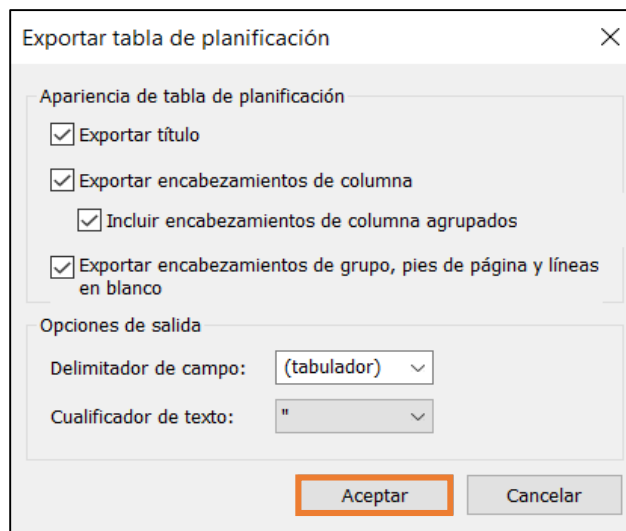 Exportar tabla de planificación
Apariencia de tabla de planificación
Exportar título
Exportar encabezamientos de columna
Incluir encabezamientos de columna agrupados
Exportar encabezamientos de grupo, pies de página y líneas
en blanco
Opciones de salida
Delimitador de campo: (tabulador)
Cualificador de texto: "
Aceptar Cancelar